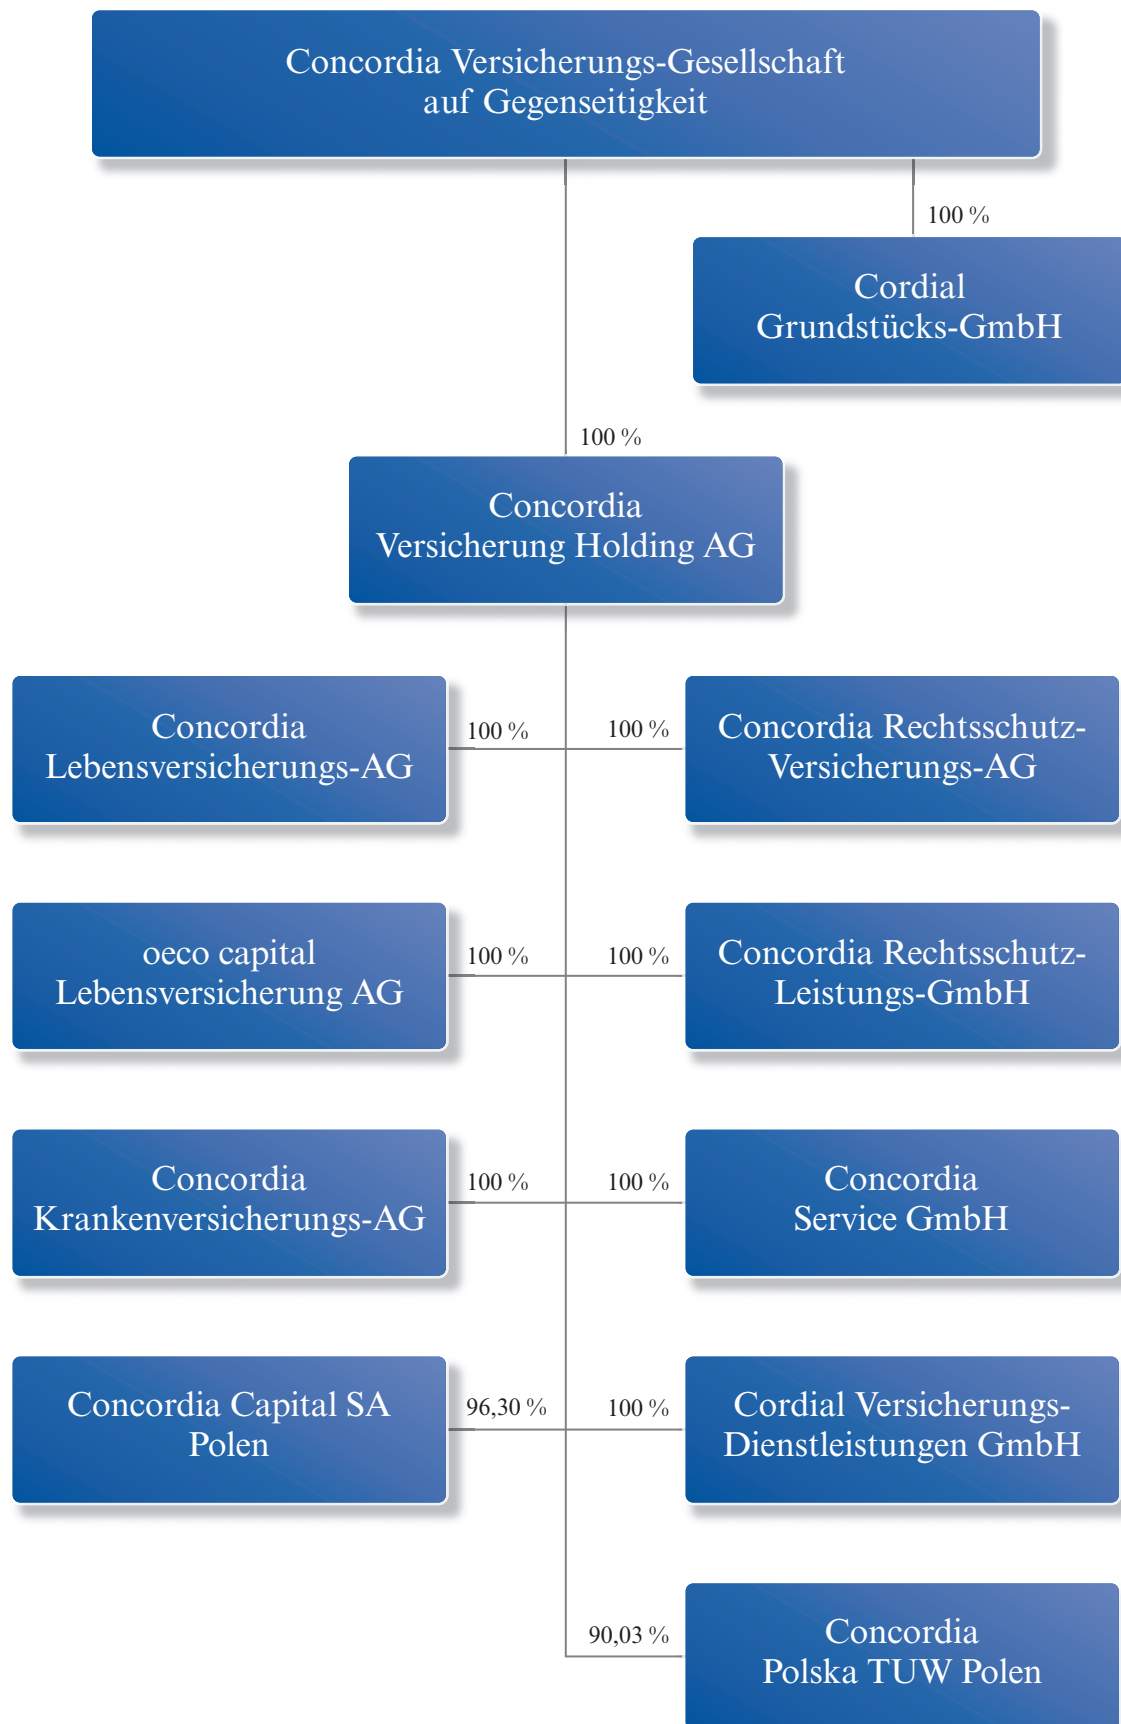 Concordia Versicherungs-Gesellschaft
auf Gegenseitigkeit
100 %
Cordial
Grundstücks-GmbH
100 %
Concordia
Versicherung Holding AG
Concordia
Lebensversicherungs-AG
100 %
100 %
Concordia Rechtsschutz-
Versicherungs-AG
oeco capital
Lebensversicherung AG
100 %
100 %
Concordia Rechtsschutz-
Leistungs-GmbH
Concordia
Krankenversicherungs-AG
100 %
100 %
Concordia
Service GmbH
Concordia Capital SA
Polen
96,30 %
100 %
Cordial Versicherungs-
Dienstleistungen GmbH
90,03 %
Concordia
Polska TUW Polen